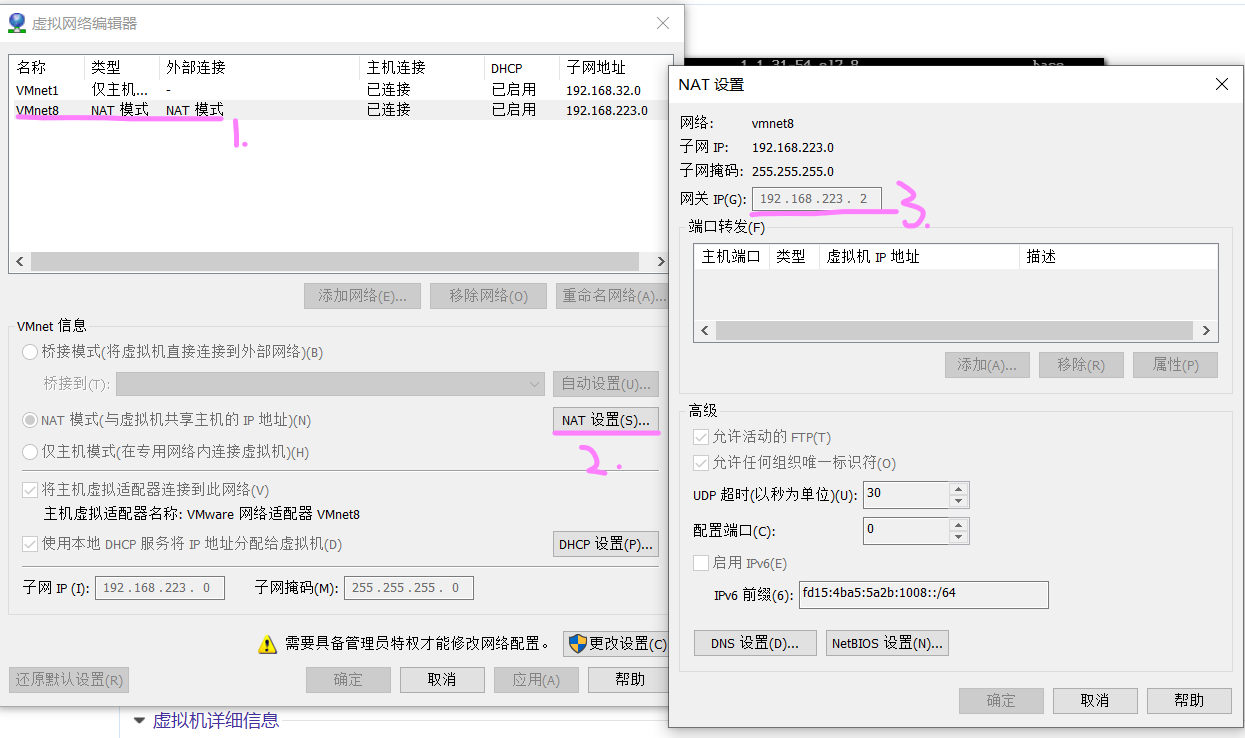 虚拟网络编辑器
名称 类型 外部连接 主机连接 DHCP 子网地址
VMnet1 仅主机... - 已连接 已启用 192.168.32.0
VMnet8 NAT 模式 NAT 模式 已连接 已启用 192.168.223.0
1.
添加网络(E)... 移除网络(O) 重命名网络(A)...
VMnet 信息
桥接模式(将虚拟机直接连接到外部网络)(B)
桥接到(T): 自动设置(U)...
NAT 模式(与虚拟机共享主机的 IP 地址)(N) NAT 设置(S)...
2.
仅主机模式(在专用网络内连接虚拟机)(H)
将主机虚拟适配器连接到此网络(V)
主机虚拟适配器名称: VMware 网络适配器 VMnet8
使用本地 DHCP 服务将 IP 地址分配给虚拟机(D) DHCP 设置(P)...
子网 IP (I): 192 . 168 . 223 . 0 子网掩码(M): 255 . 255 . 255 . 0
需要具备管理员特权才能修改网络配置。 更改设置(C)
还原默认设置(R) 确定 取消 应用(A) 帮助
虚拟机详细信息
NAT 设置
网络: vmnet8
子网 IP: 192.168.223.0
子网掩码: 255.255.255.0
网关 IP(G): 192 . 168 . 223 . 2
3.
端口转发(F)
主机端口 类型 虚拟机 IP 地址 描述
添加(A)... 移除(R) 属性(P)
高级
允许活动的 FTP(T)
允许任何组织唯一标识符(O)
UDP 超时(以秒为单位)(U): 30
配置端口(C): 0
启用 IPv6(E)
IPv6 前缀(6): fd15:4ba5:5a2b:1008::/64
DNS 设置(D)... NetBIOS 设置(N)...
确定 取消 帮助